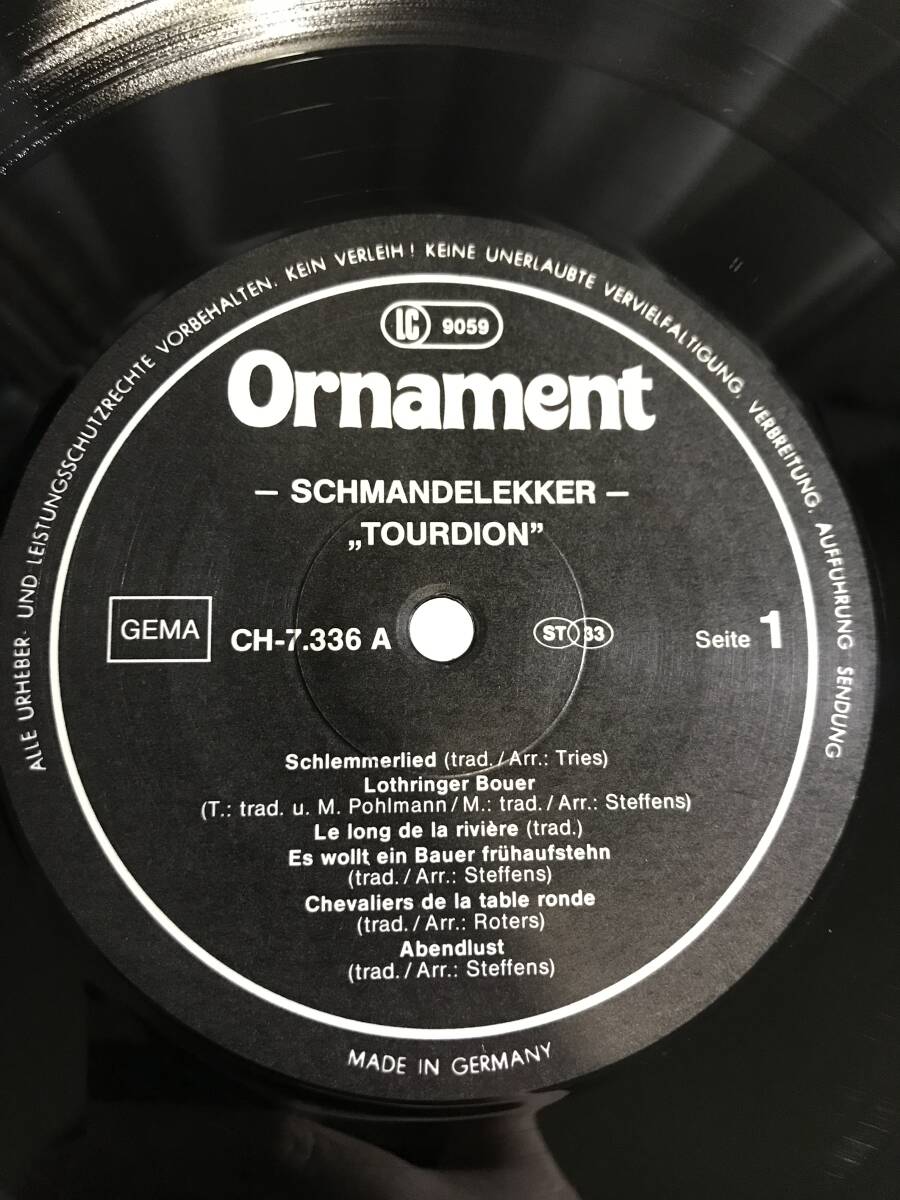 ALLE URHEBER- UND LEISTUNGSSCHUTZRECHTE VORBEHALTEN. KEIN VERLEIH! KEINE UNERLAUBTE VERVIELFALTIGUNG, VERBREITUNG, AUFFUHRUNG SENDUNG
LC 9059
Ornament
– SCHMANDELEKKER –
„TOURDION”
GEMA
CH-7.336 A
ST 33
Seite 1
Schlemmerlied (trad./Arr.: Tries)
Lothringer Bouer
(T.: trad. u. M. Pohlmann/M.: trad./Arr.: Steffens)
Le long de la rivière (trad.)
Es wollt ein Bauer frühaufstehn
(trad./Arr.: Steffens)
Chevaliers de la table ronde
(trad./Arr.: Roters)
Abendlust
(trad./Arr.: Steffens)
MADE IN GERMANY